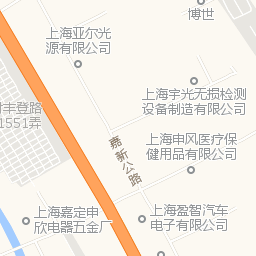 博世
上海亚尔光
源有限公司
上海宇光无损检测
设备制造有限公司
丰登路
1551弄
嘉新公路
上海申风医疗保
健用品有限公司
上海嘉定申
欣电器五金厂
上海盈智汽车
电子有限公司